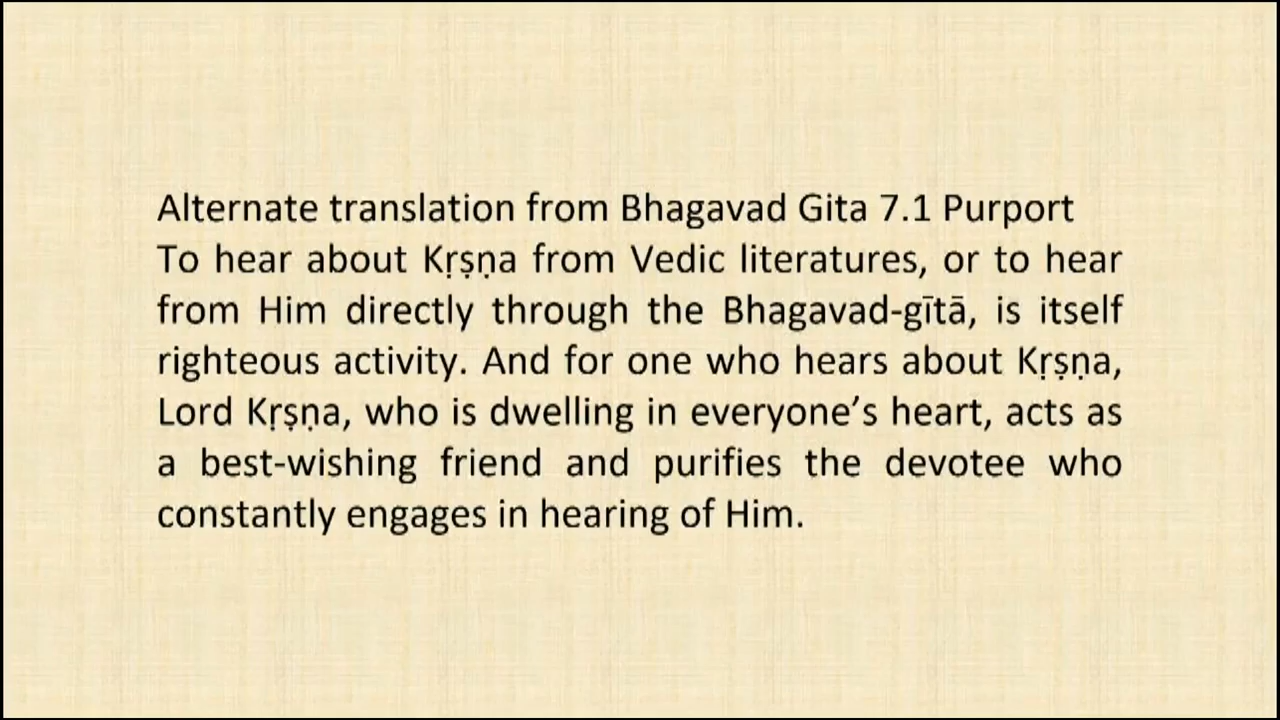 Alternate translation from Bhagavad Gita 7.1 Purport
To hear about Kṛṣṇa from Vedic literatures, or to hear
from Him directly through the Bhagavad-gītā, is itself
righteous activity. And for one who hears about Kṛṣṇa,
Lord Kṛṣṇa, who is dwelling in everyone’s heart, acts as
a best-wishing friend and purifies the devotee who
constantly engages in hearing of Him.